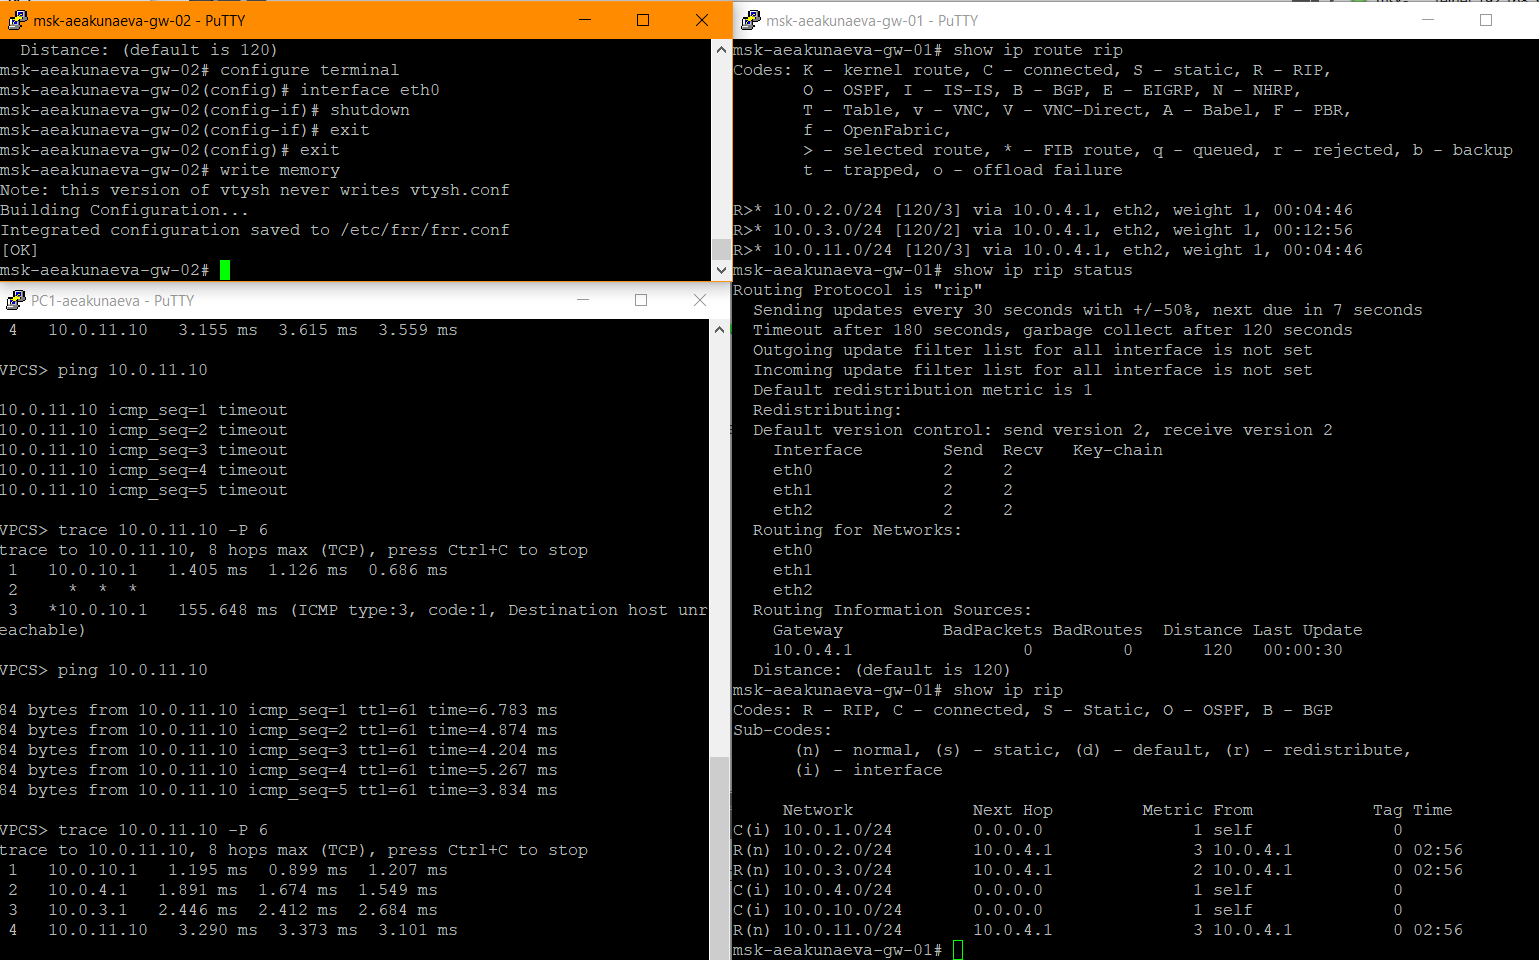 msk-aeakunaeva-gw-02 - PuTTY
  Distance: (default is 120)
msk-aeakunaeva-gw-02# configure terminal
msk-aeakunaeva-gw-02(config)# interface eth0
msk-aeakunaeva-gw-02(config-if)# shutdown
msk-aeakunaeva-gw-02(config-if)# exit
msk-aeakunaeva-gw-02(config)# exit
msk-aeakunaeva-gw-02# write memory
Note: this version of vtysh never writes vtysh.conf
Building Configuration...
Integrated configuration saved to /etc/frr/frr.conf
[OK]
msk-aeakunaeva-gw-02#
PC1-aeakunaeva - PuTTY
 4   10.0.11.10   3.155 ms  3.615 ms  3.559 ms
VPCS> ping 10.0.11.10
10.0.11.10 icmp_seq=1 timeout
10.0.11.10 icmp_seq=2 timeout
10.0.11.10 icmp_seq=3 timeout
10.0.11.10 icmp_seq=4 timeout
10.0.11.10 icmp_seq=5 timeout
VPCS> trace 10.0.11.10 -P 6
trace to 10.0.11.10, 8 hops max (TCP), press Ctrl+C to stop
 1   10.0.10.1   1.405 ms  1.126 ms  0.686 ms
 2     *  *  *
 3   *10.0.10.1   155.648 ms (ICMP type:3, code:1, Destination host unr
eachable)
VPCS> ping 10.0.11.10
84 bytes from 10.0.11.10 icmp_seq=1 ttl=61 time=6.783 ms
84 bytes from 10.0.11.10 icmp_seq=2 ttl=61 time=4.874 ms
84 bytes from 10.0.11.10 icmp_seq=3 ttl=61 time=4.204 ms
84 bytes from 10.0.11.10 icmp_seq=4 ttl=61 time=5.267 ms
84 bytes from 10.0.11.10 icmp_seq=5 ttl=61 time=3.834 ms
VPCS> trace 10.0.11.10 -P 6
trace to 10.0.11.10, 8 hops max (TCP), press Ctrl+C to stop
 1   10.0.10.1   1.195 ms  0.899 ms  1.207 ms
 2   10.0.4.1   1.891 ms  1.674 ms  1.549 ms
 3   10.0.3.1   2.446 ms  2.412 ms  2.684 ms
 4   10.0.11.10   3.290 ms  3.373 ms  3.101 ms
msk-aeakunaeva-gw-01 - PuTTY
msk-aeakunaeva-gw-01# show ip route rip
Codes: K - kernel route, C - connected, S - static, R - RIP,
       O - OSPF, I - IS-IS, B - BGP, E - EIGRP, N - NHRP,
       T - Table, v - VNC, V - VNC-Direct, A - Babel, F - PBR,
       f - OpenFabric,
       > - selected route, * - FIB route, q - queued, r - rejected, b - backup
       t - trapped, o - offload failure
R>* 10.0.2.0/24 [120/3] via 10.0.4.1, eth2, weight 1, 00:04:46
R>* 10.0.3.0/24 [120/2] via 10.0.4.1, eth2, weight 1, 00:12:56
R>* 10.0.11.0/24 [120/3] via 10.0.4.1, eth2, weight 1, 00:04:46
msk-aeakunaeva-gw-01# show ip rip status
Routing Protocol is "rip"
  Sending updates every 30 seconds with +/-50%, next due in 7 seconds
  Timeout after 180 seconds, garbage collect after 120 seconds
  Outgoing update filter list for all interface is not set
  Incoming update filter list for all interface is not set
  Default redistribution metric is 1
  Redistributing:
  Default version control: send version 2, receive version 2
    Interface        Send  Recv   Key-chain
    eth0             2     2
    eth1             2     2
    eth2             2     2
  Routing for Networks:
    eth0
    eth1
    eth2
  Routing Information Sources:
    Gateway          BadPackets BadRoutes  Distance Last Update
    10.0.4.1                 0         0       120   00:00:30
  Distance: (default is 120)
msk-aeakunaeva-gw-01# show ip rip
Codes: R - RIP, C - connected, S - Static, O - OSPF, B - BGP
Sub-codes:
      (n) - normal, (s) - static, (d) - default, (r) - redistribute,
      (i) - interface
     Network            Next Hop         Metric From            Tag Time
C(i) 10.0.1.0/24        0.0.0.0               1 self              0
R(n) 10.0.2.0/24        10.0.4.1              3 10.0.4.1          0 02:56
R(n) 10.0.3.0/24        10.0.4.1              2 10.0.4.1          0 02:56
C(i) 10.0.4.0/24        0.0.0.0               1 self              0
C(i) 10.0.10.0/24       0.0.0.0               1 self              0
R(n) 10.0.11.0/24       10.0.4.1              3 10.0.4.1          0 02:56
msk-aeakunaeva-gw-01#